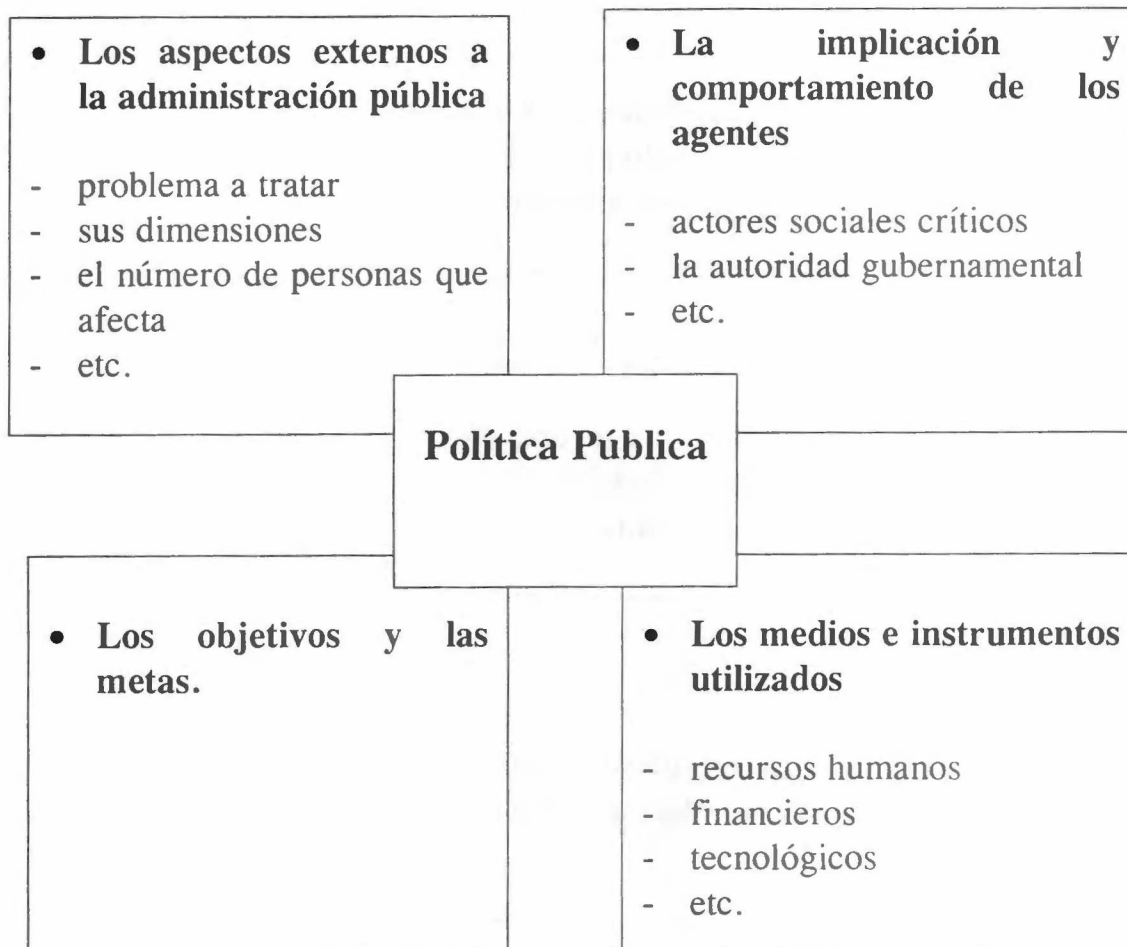 • Los aspectos externos a
la administración pública
- problema a tratar
- sus dimensiones
- el número de personas que
afecta
- etc.
• La implicación y
comportamiento de los
agentes
- actores sociales críticos
- la autoridad gubernamental
- etc.
Política Pública
• Los objetivos y las
metas.
• Los medios e instrumentos
utilizados
- recursos humanos
- financieros
- tecnológicos
- etc.